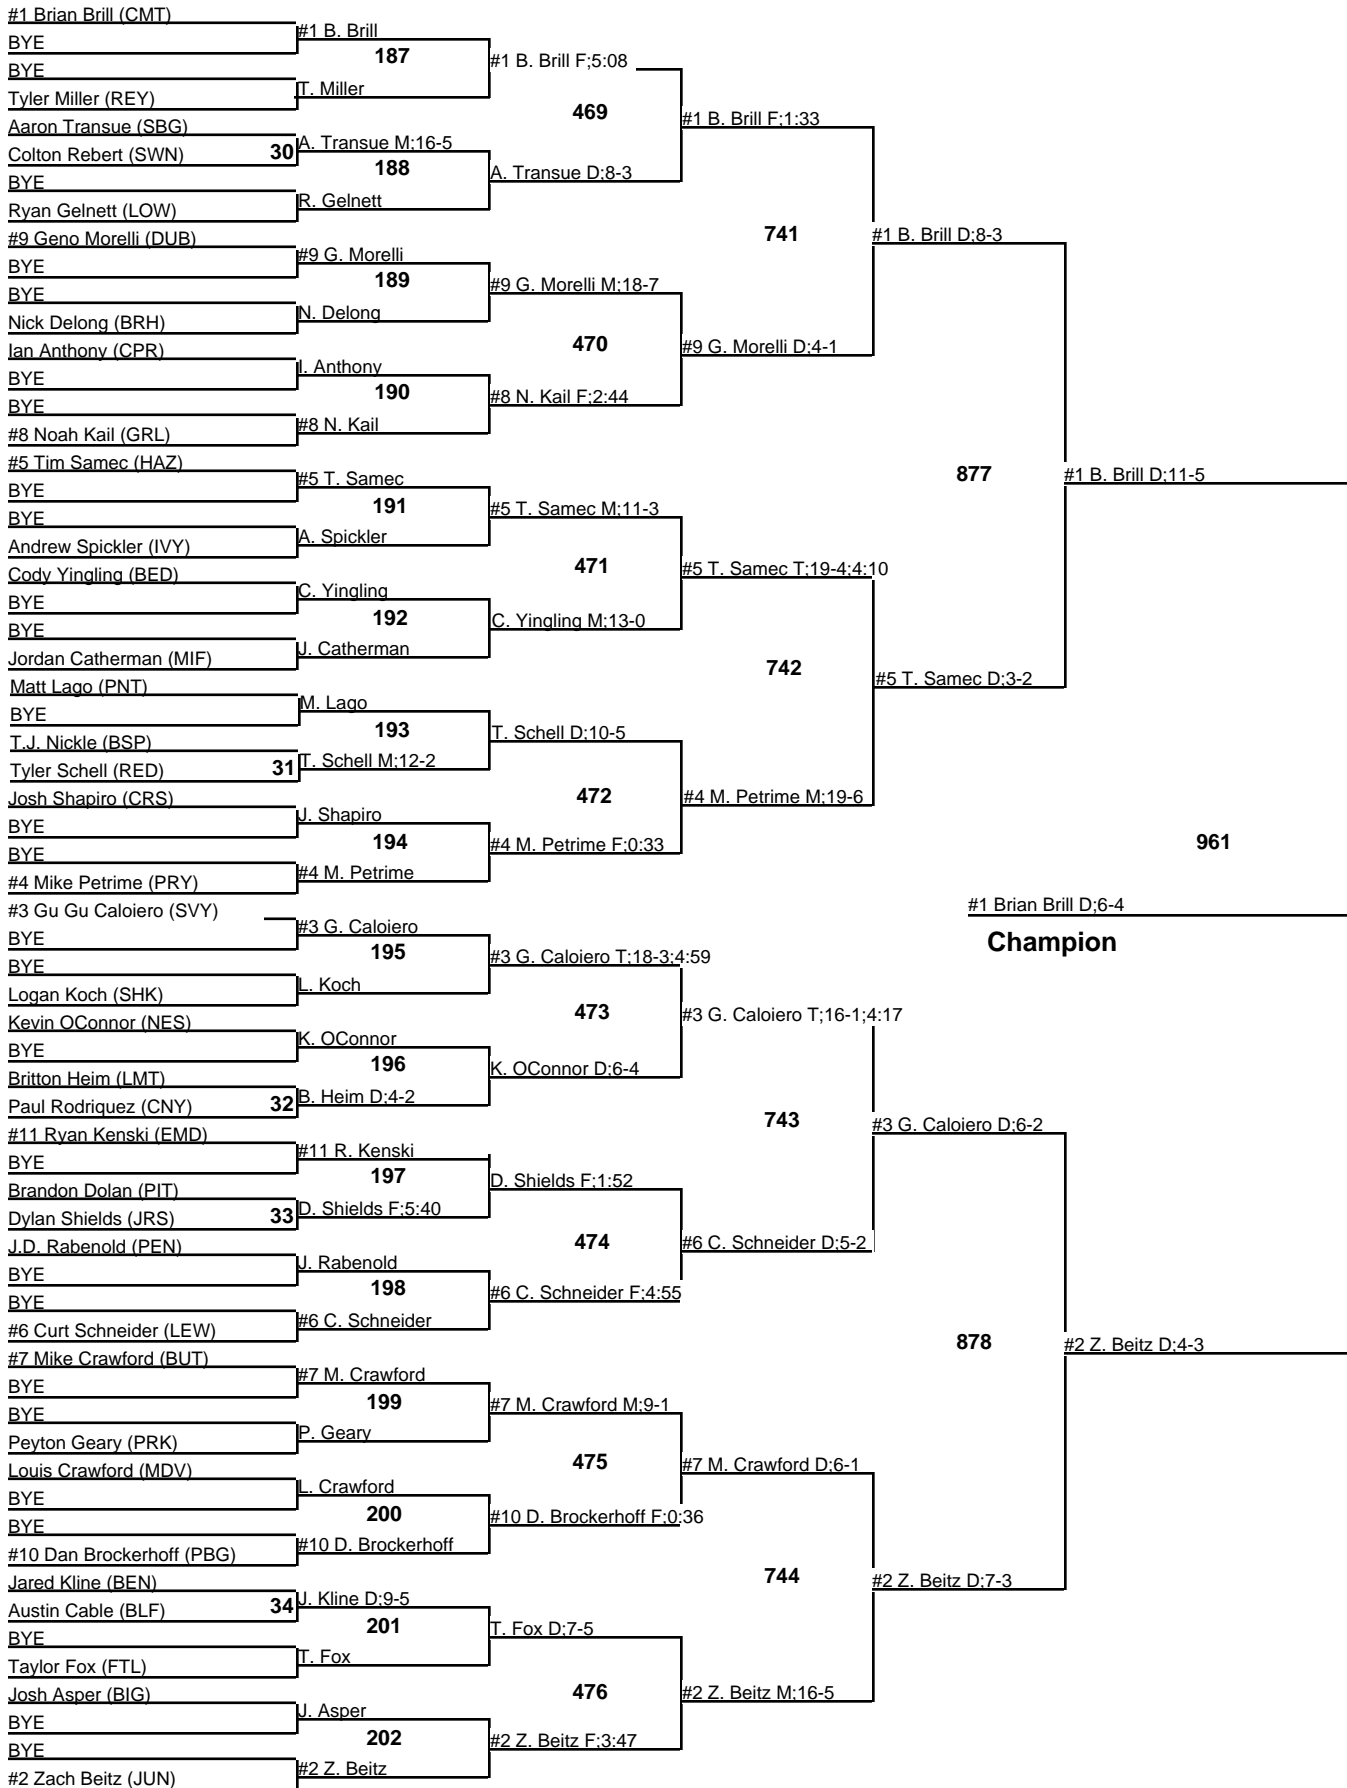 #1 Brian Brill (CMT)
BYE
BYE
Tyler Miller (REY)
Aaron Transue (SBG)
Colton Rebert (SWN)
BYE
Ryan Gelnett (LOW)
#9 Geno Morelli (DUB)
BYE
BYE
Nick Delong (BRH)
Ian Anthony (CPR)
BYE
BYE
#8 Noah Kail (GRL)
#5 Tim Samec (HAZ)
BYE
BYE
Andrew Spickler (IVY)
Cody Yingling (BED)
BYE
BYE
Jordan Catherman (MIF)
Matt Lago (PNT)
BYE
T.J. Nickle (BSP)
Tyler Schell (RED)
Josh Shapiro (CRS)
BYE
BYE
#4 Mike Petrime (PRY)
#3 Gu Gu Caloiero (SVY)
BYE
BYE
Logan Koch (SHK)
Kevin OConnor (NES)
BYE
Britton Heim (LMT)
Paul Rodriquez (CNY)
#11 Ryan Kenski (EMD)
BYE
Brandon Dolan (PIT)
Dylan Shields (JRS)
J.D. Rabenold (PEN)
BYE
BYE
#6 Curt Schneider (LEW)
#7 Mike Crawford (BUT)
BYE
BYE
Peyton Geary (PRK)
Louis Crawford (MDV)
BYE
BYE
#10 Dan Brockerhoff (PBG)
Jared Kline (BEN)
Austin Cable (BLF)
BYE
Taylor Fox (FTL)
Josh Asper (BIG)
BYE
BYE
#2 Zach Beitz (JUN)
30
31
32
33
34
#1 B. Brill
187
T. Miller
A. Transue M;16-5
188
R. Gelnett
#9 G. Morelli
189
N. Delong
I. Anthony
190
#8 N. Kail
#5 T. Samec
191
A. Spickler
C. Yingling
192
J. Catherman
M. Lago
193
T. Schell M;12-2
J. Shapiro
194
#4 M. Petrime
#3 G. Caloiero
195
L. Koch
K. OConnor
196
B. Heim D;4-2
#11 R. Kenski
197
D. Shields F;5:40
J. Rabenold
198
#6 C. Schneider
#7 M. Crawford
199
P. Geary
L. Crawford
200
#10 D. Brockerhoff
J. Kline D;9-5
201
T. Fox
J. Asper
202
#2 Z. Beitz
#1 B. Brill F;5:08
469
A. Transue D;8-3
#9 G. Morelli M;18-7
470
#8 N. Kail F;2:44
#5 T. Samec M;11-3
471
C. Yingling M;13-0
T. Schell D;10-5
472
#4 M. Petrime F;0:33
#3 G. Caloiero T;18-3;4:59
473
K. OConnor D;6-4
D. Shields F;1:52
474
#6 C. Schneider F;4:55
#7 M. Crawford M;9-1
475
#10 D. Brockerhoff F;0:36
T. Fox D;7-5
476
#2 Z. Beitz F;3:47
#1 B. Brill F;1:33
741
#9 G. Morelli D;4-1
#5 T. Samec T;19-4;4:10
742
#4 M. Petrime M;19-6
#3 G. Caloiero T;16-1;4:17
743
#6 C. Schneider D;5-2
#7 M. Crawford D;6-1
744
#2 Z. Beitz M;16-5
#1 B. Brill D;8-3
877
#5 T. Samec D;3-2
#3 G. Caloiero D;6-2
878
#2 Z. Beitz D;7-3
#1 B. Brill D;11-5
961
#2 Z. Beitz D;4-3
#1 Brian Brill D;6-4
Champion